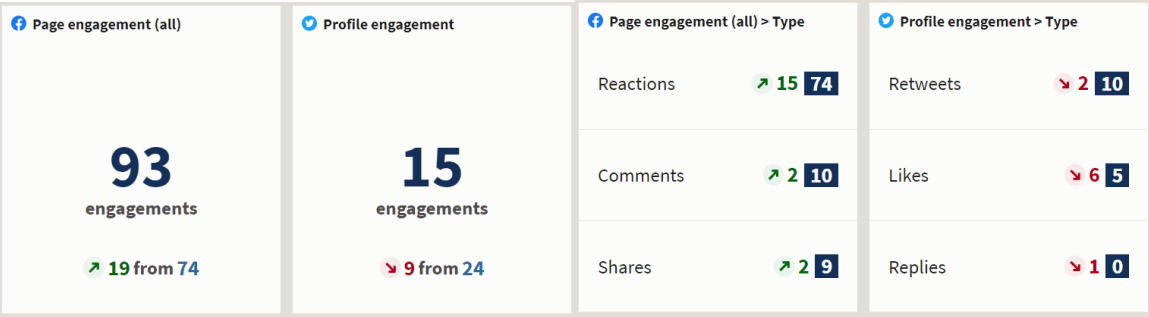 Page engagement (all)
93
engagements
19 from 74
Profile engagement
15
engagements
9 from 24
Page engagement (all) > Type
Reactions 15 74
Comments 2 10
Shares 2 9
Profile engagement > Type
Retweets 2 10
Likes 6 5
Replies 1 0